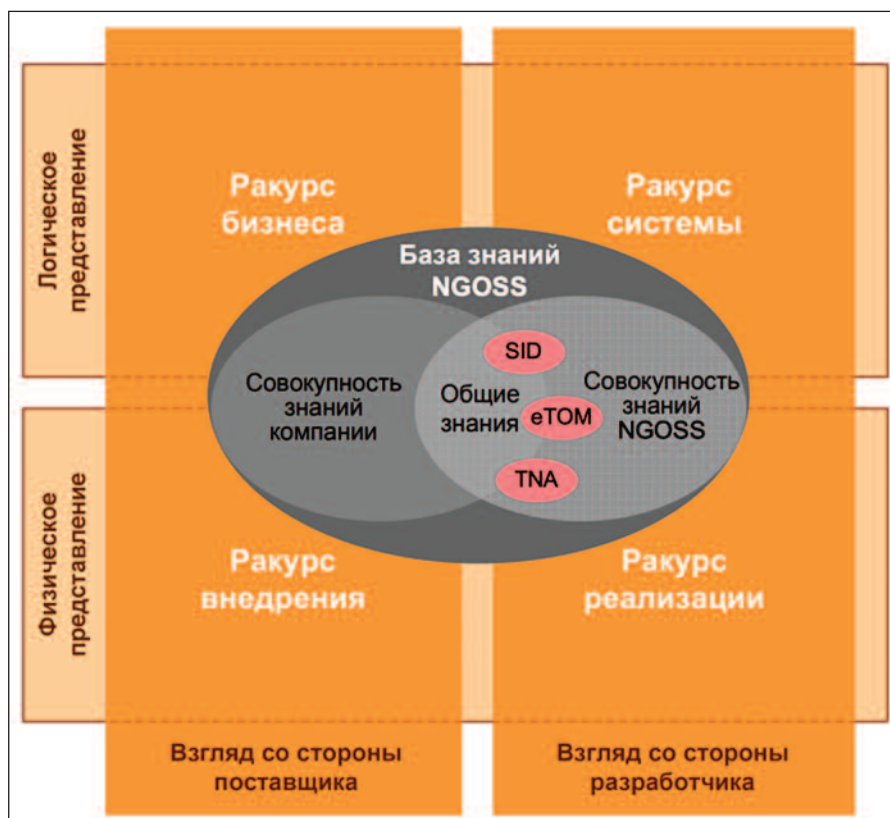 Логическое
представление
Физическое
представление
Ракурс
бизнеса
Ракурс
системы
База знаний
NGOSS
Совокупность
знаний
компании
Общие
знания
SID
eTOM
TNA
Совокупность
знаний
NGOSS
Ракурс
внедрения
Ракурс
реализации
Взгляд со стороны
поставщика
Взгляд со стороны
разработчика